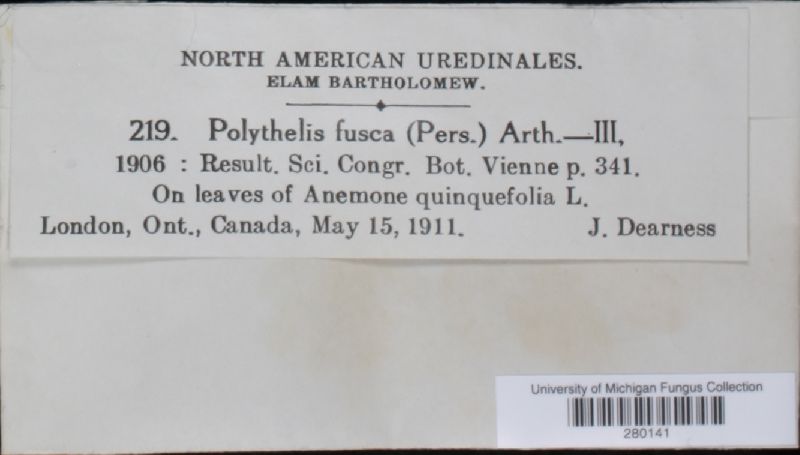 NORTH AMERICAN UREDINALES.
ELAM BARTHOLOMEW.
219. Polythelis fusca (Pers.) Arth.—III,
1906 : Result. Sci. Congr. Bot. Vienne p. 341.
On leaves of Anemone quinquefolia L.
London, Ont., Canada, May 15, 1911. J. Dearness
University of Michigan Fungus Collection
280141